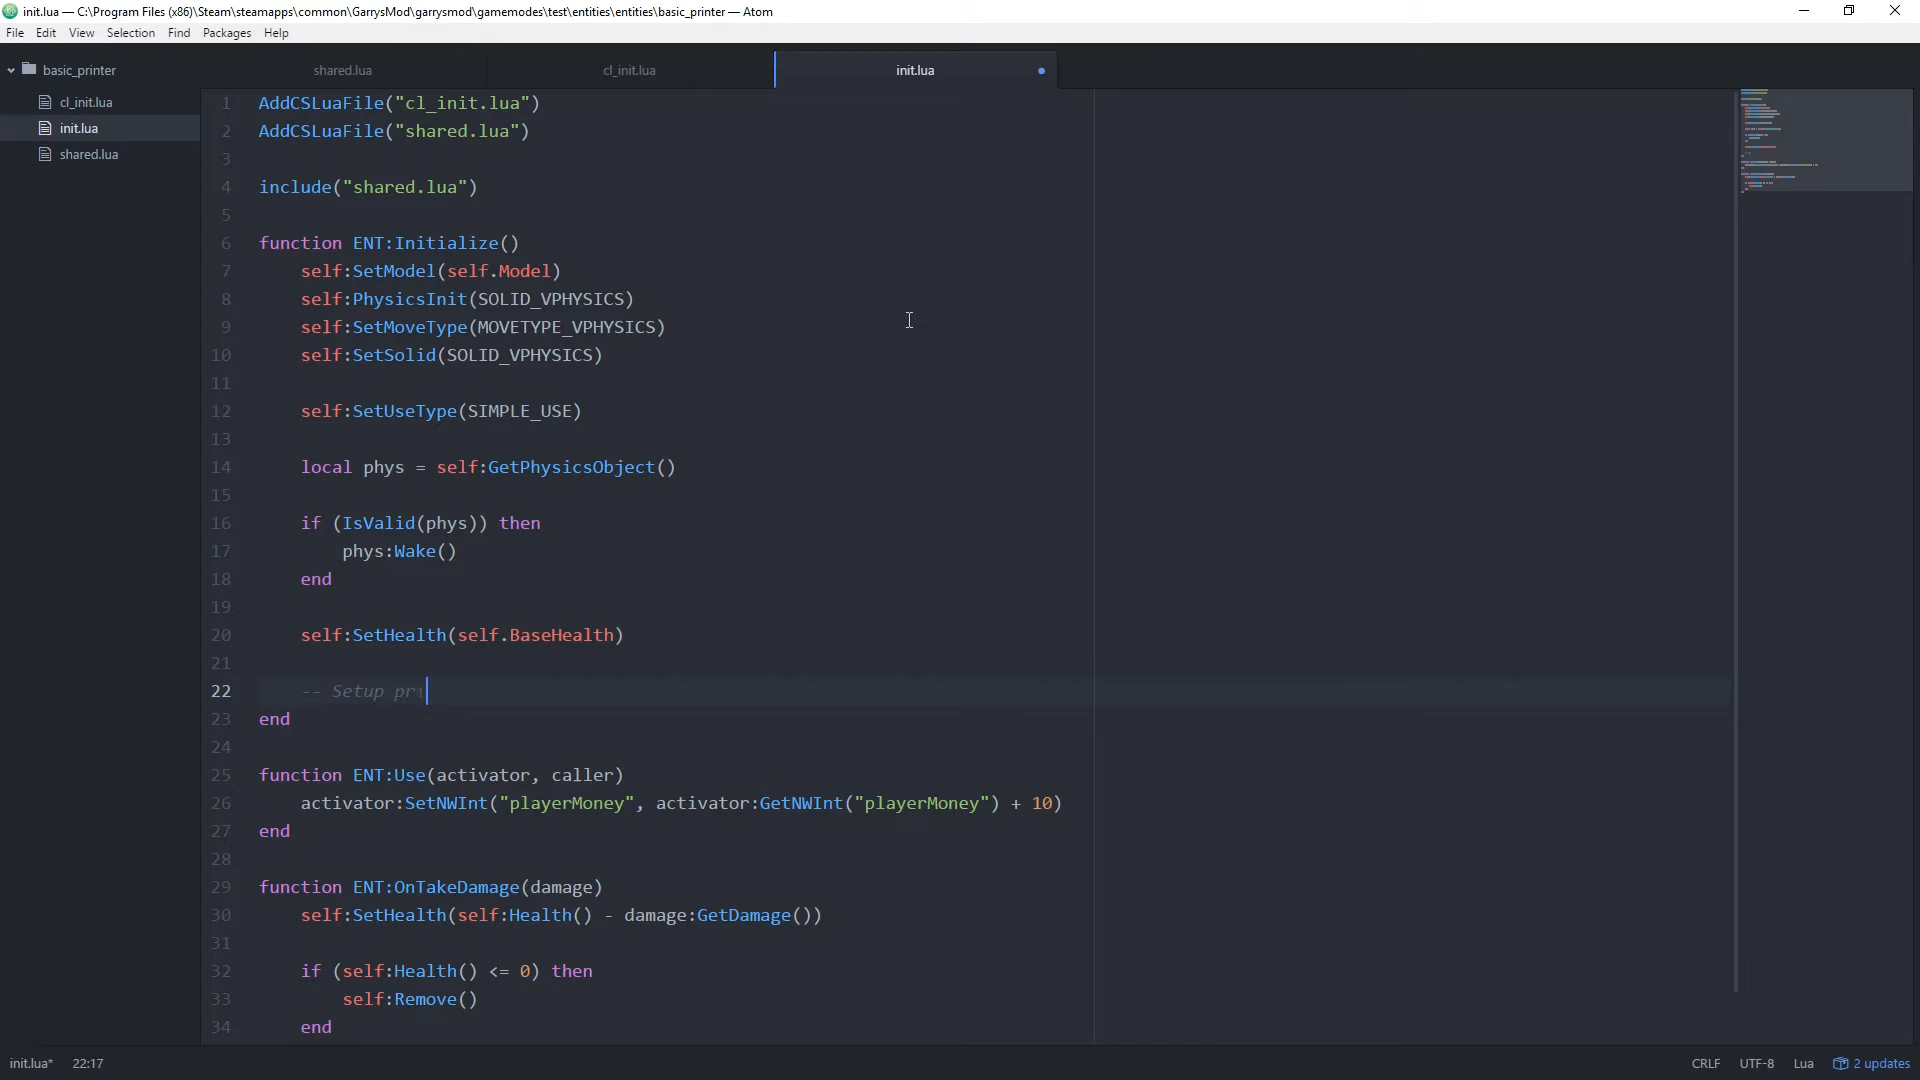 init.lua — C:\Program Files (x86)\Steam\steamapps\common\GarrysMod\garrysmod\gamemodes\test\entities\entities\basic_printer — Atom
File Edit View Selection Find Packages Help
basic_printer
cl_init.lua
init.lua
shared.lua
shared.lua cl_init.lua init.lua
1 AddCSLuaFile("cl_init.lua")
2 AddCSLuaFile("shared.lua")
3
4 include("shared.lua")
5
6 function ENT:Initialize()
7 self:SetModel(self.Model)
8 self:PhysicsInit(SOLID_VPHYSICS)
9 self:SetMoveType(MOVETYPE_VPHYSICS)
10 self:SetSolid(SOLID_VPHYSICS)
11
12 self:SetUseType(SIMPLE_USE)
13
14 local phys = self:GetPhysicsObject()
15
16 if (IsValid(phys)) then
17 phys:Wake()
18 end
19
20 self:SetHealth(self.BaseHealth)
21
22 -- Setup pr
23 end
24
25 function ENT:Use(activator, caller)
26 activator:SetNWInt("playerMoney", activator:GetNWInt("playerMoney") + 10)
27 end
28
29 function ENT:OnTakeDamage(damage)
30 self:SetHealth(self:Health() - damage:GetDamage())
31
32 if (self:Health() <= 0) then
33 self:Remove()
34 end
init.lua* 22:17 CRLF UTF-8 Lua 2 updates